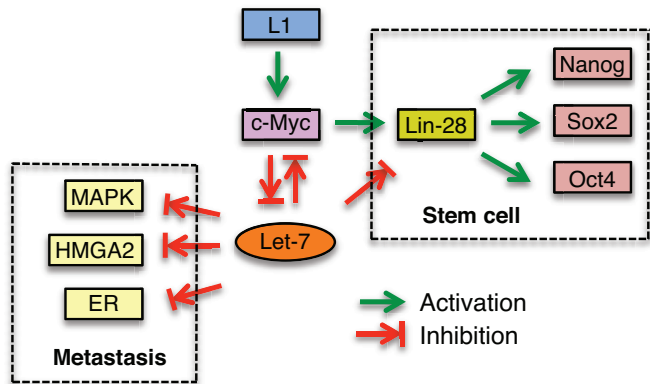 L1
c-Myc
Lin-28
Nanog
Sox2
Oct4
Stem cell
MAPK
HMGA2
ER
Metastasis
Let-7
Activation
Inhibition